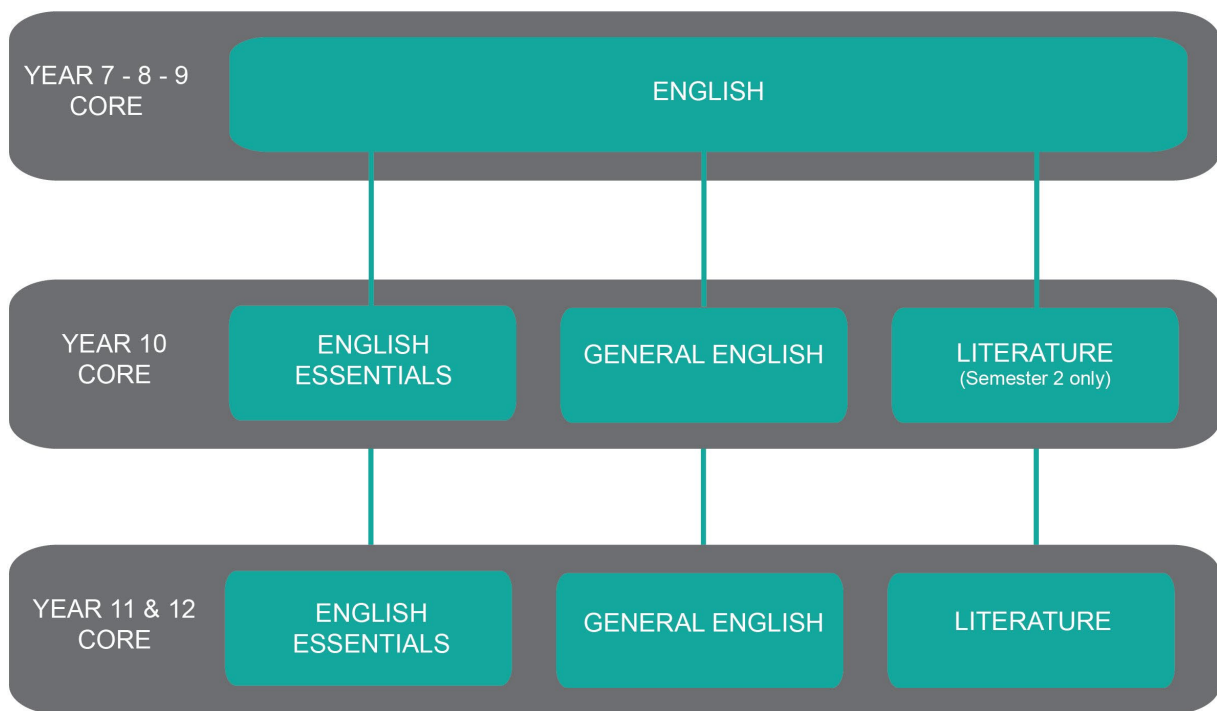 YEAR 7 - 8 - 9
CORE
ENGLISH
YEAR 10
CORE
ENGLISH
ESSENTIALS
GENERAL ENGLISH
LITERATURE
(Semester 2 only)
YEAR 11 & 12
CORE
ENGLISH
ESSENTIALS
GENERAL ENGLISH
LITERATURE